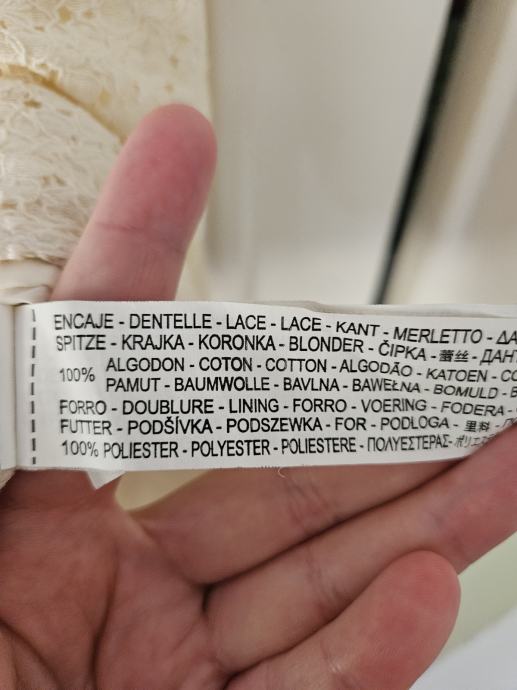 ENCAJE - DENTELLE - LACE - LACE - KANT - MERLETTO -
SPITZE - KRAJKA - KORONKA - BLONDER - ČIPKA - 蕾丝 -
100% ALGODON - COTON - COTTON - ALGODÃO - KATOEN -
PAMUT - BAUMWOLLE - BAVLNA - BAWEŁNA - BOMULD -
FORRO - DOUBLURE - LINING - FORRO - VOERING - FODERA -
FUTTER - PODŠÍVKA - PODSZEWKA - FOR - PODLOGA - 里料 -
100% POLIESTER - POLYESTER - POLIESTERE - ΠΟΛΥΕΣΤΕΡΑΣ -